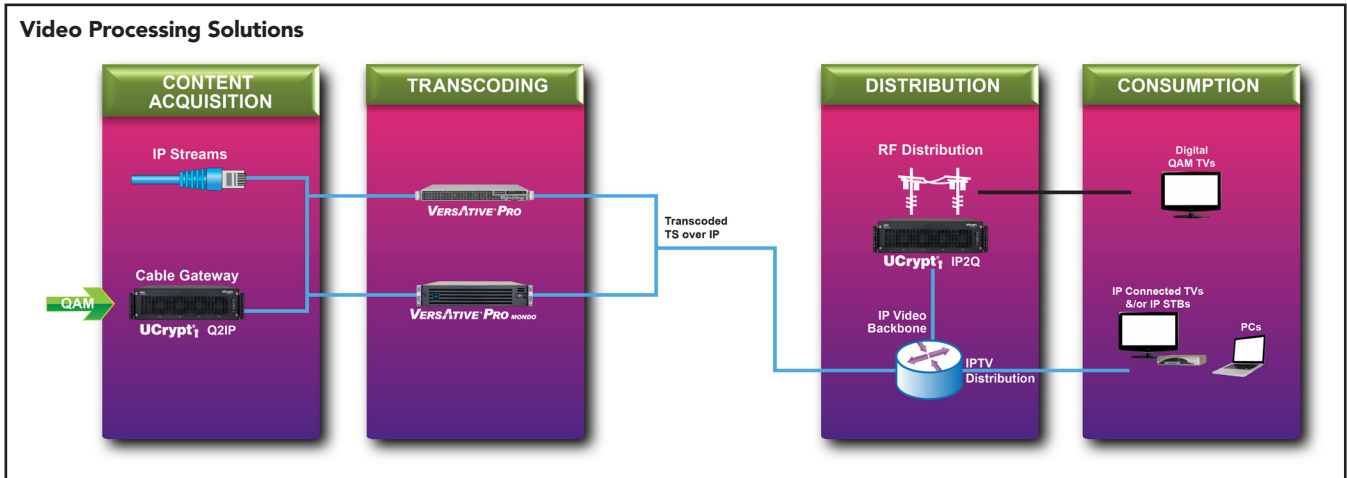 Video Processing Solutions
CONTENT
ACQUISITION
TRANSCODING
DISTRIBUTION
CONSUMPTION
IP Streams
Cable Gateway
QAM
UCrypt Q2IP
VERSATIVE PRO
VERSATIVE PRO MONDO
Transcoded
TS over IP
RF Distribution
UCrypt IP2Q
IP Video
Backbone
IPTV
Distribution
Digital
QAM TVs
IP Connected TVs
&/or IP STBs
PCs